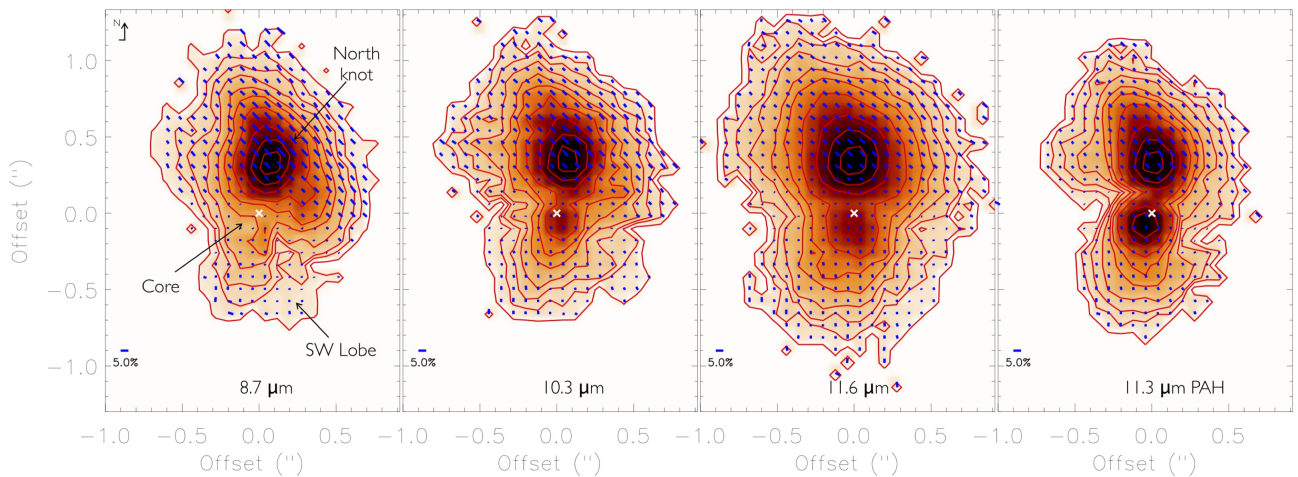 N
North
knot
Core
SW Lobe
5.0%
8.7 μm
5.0%
10.3 μm
5.0%
11.6 μm
5.0%
11.3 μm PAH
1.0
0.5
0.0
−0.5
−1.0
Offset (")
−1.0 −0.5 0.0 0.5 −1.0 −0.5 0.0 0.5 −1.0 −0.5 0.0 0.5 −1.0 −0.5 0.0 0.5
Offset (") Offset (") Offset (") Offset (")